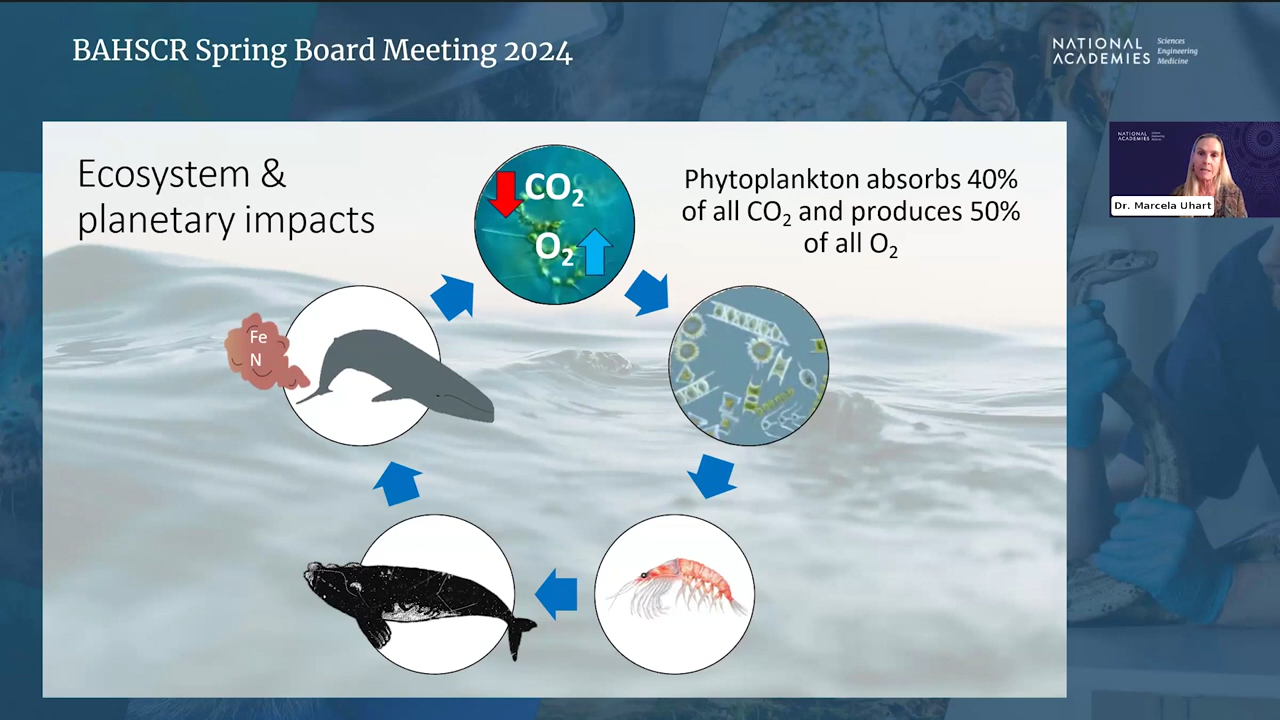 BAHSCR Spring Board Meeting 2024
NATIONAL
ACADEMIES
Sciences
Engineering
Medicine
Ecosystem &
planetary impacts
CO₂
O₂
Phytoplankton absorbs 40%
of all CO₂ and produces 50%
of all O₂
Fe
N
NATIONAL
ACADEMIES
Dr. Marcela Uhart